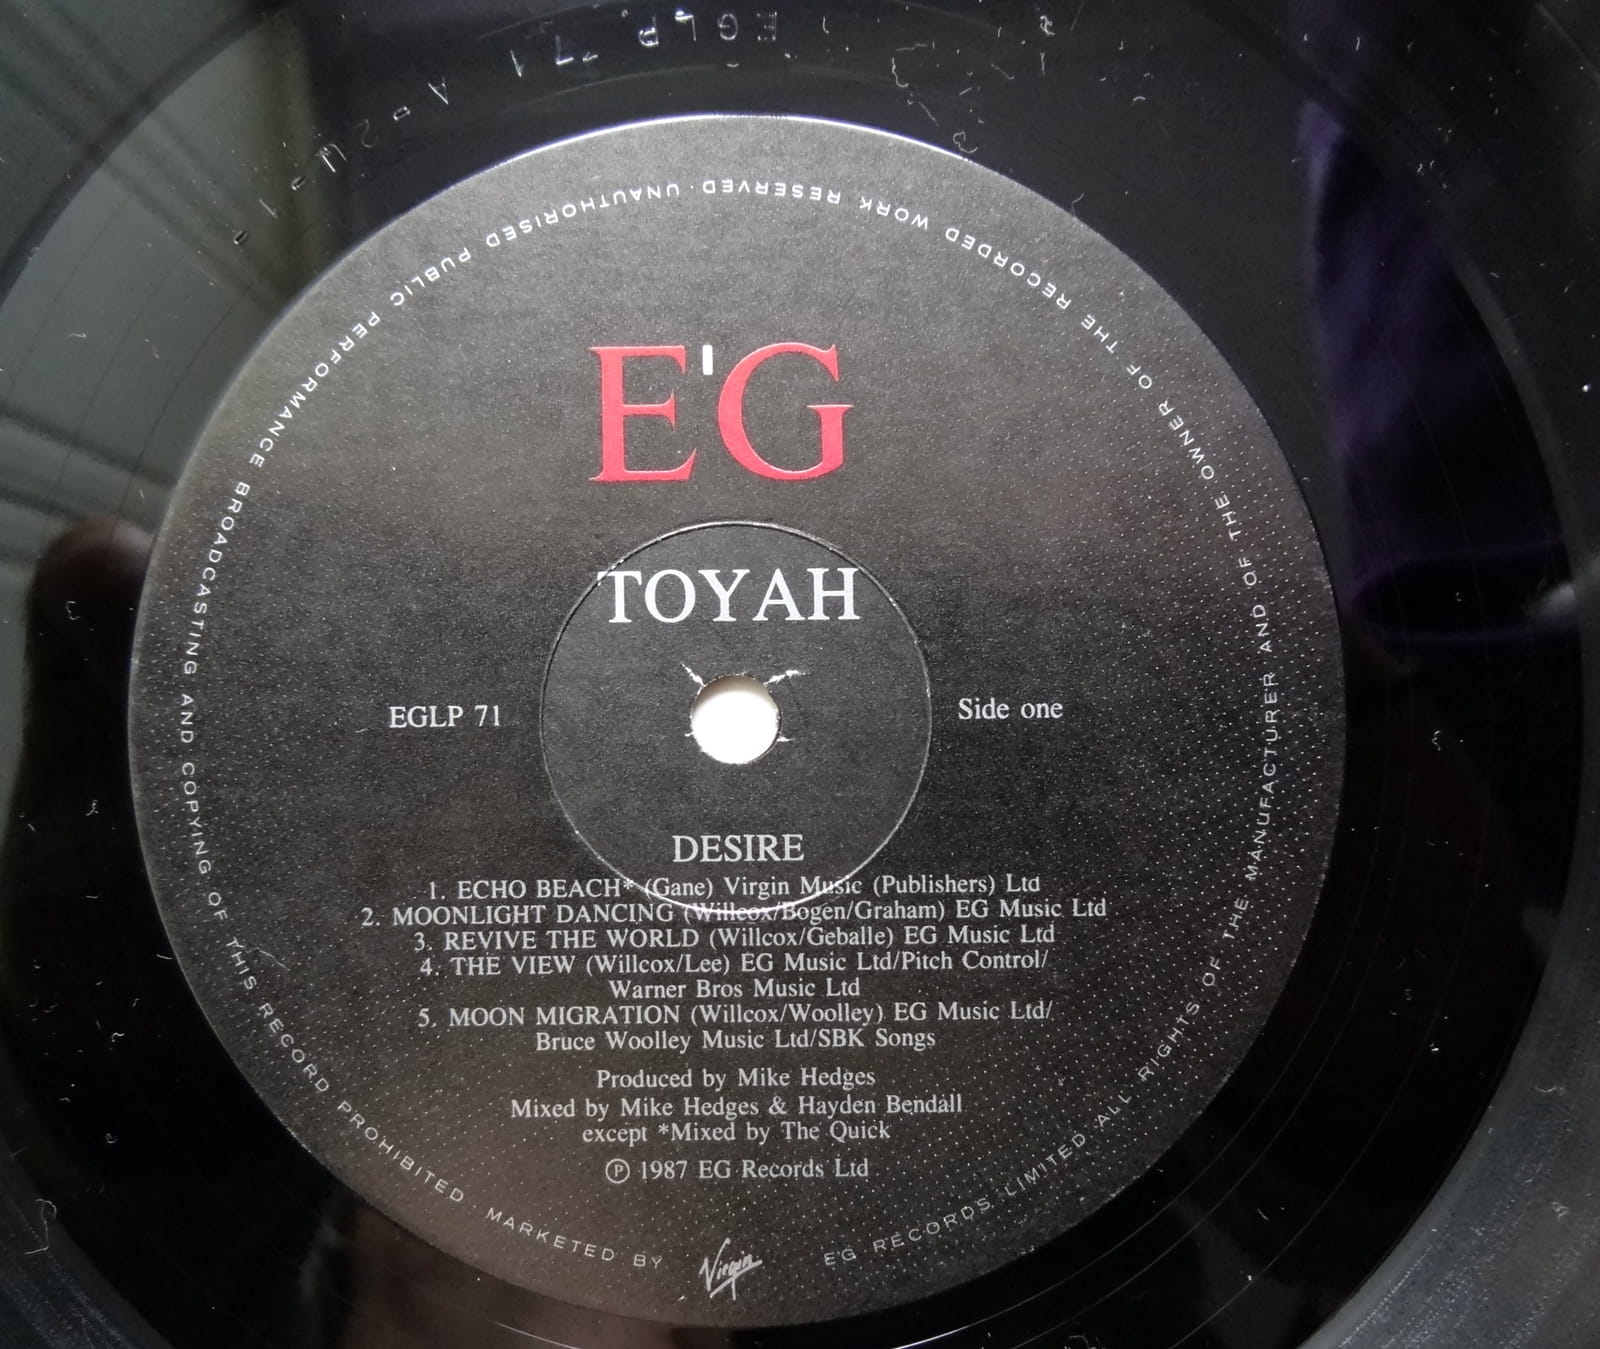 EGLP 71 A-2W
E'G
TOYAH
EGLP 71
Side one
DESIRE
1. ECHO BEACH* (Gane) Virgin Music (Publishers) Ltd
2. MOONLIGHT DANCING (Willcox/Bogen/Graham) EG Music Ltd
3. REVIVE THE WORLD (Willcox/Geballe) EG Music Ltd
4. THE VIEW (Willcox/Lee) EG Music Ltd/Pitch Control/
Warner Bros Music Ltd
5. MOON MIGRATION (Willcox/Woolley) EG Music Ltd/
Bruce Woolley Music Ltd/SBK Songs
Produced by Mike Hedges
Mixed by Mike Hedges & Hayden Bendall
except *Mixed by The Quick
℗ 1987 EG Records Ltd
EG RECORDS LIMITED ALL RIGHTS OF THE MANUFACTURER AND OF THE OWNER OF THE RECORDED WORK RESERVED · UNAUTHORISED PUBLIC PERFORMANCE BROADCASTING AND COPYING OF THIS RECORD PROHIBITED · MARKETED BY Virgin